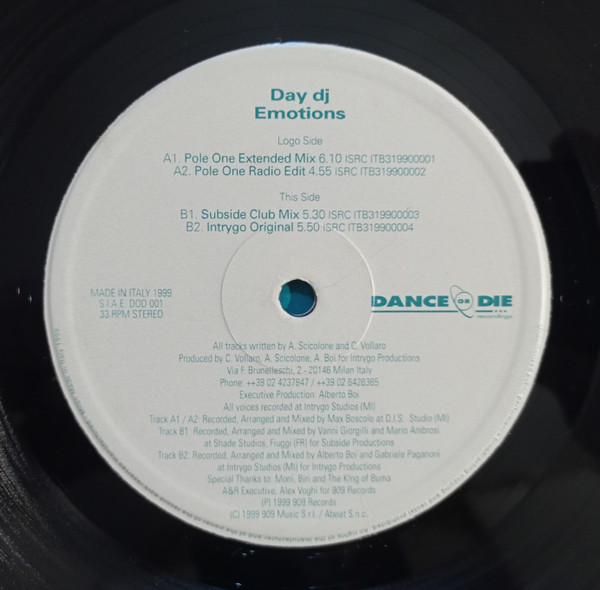 Day dj
Emotions
Logo Side
A1. Pole One Extended Mix 6.10 ISRC ITB319900001
A2. Pole One Radio Edit 4.55 ISRC ITB319900002
This Side
B1. Subside Club Mix 5.30 ISRC ITB319900003
B2. Intrygo Original 5.50 ISRC ITB319900004
MADE IN ITALY 1999
S.I.A.E. DOD 001
33 RPM STEREO
DANCE OR DIE
recordings
All tracks written by A. Scicolone and C. Vollaro
Produced by C. Vollaro, A. Scicolone, A. Boi for Intrygo Productions
Via F. Brunelleschi, 2 - 20146 Milan Italy
Phone: ++39 02 4237847 / ++39 02 8426365
Executive Production: Alberto Boi
All voices recorded at Intrygo Studios (MI)
Track A1 / A2: Recorded, Arranged and Mixed by Max Boscolo at D.I.S. Studio (MI)
Track B1: Recorded, Arranged and Mixed by Vanni Giorgilli and Mario Ambrosi
at Shade Studios, Fiuggi (FR) for Subside Productions
Track B2: Recorded, Arranged and Mixed by Alberto Boi and Gabriele Paganoni
at Intrygo Studios (MI) for Intrygo Productions
Special Thanks to: Moni, Biri and The King of Buma
A&R Executive, Alex Voghi for 909 Records
(P) 1999 909 Records
(C) 1999 909 Music S.r.l. / Abeat S.n.c.